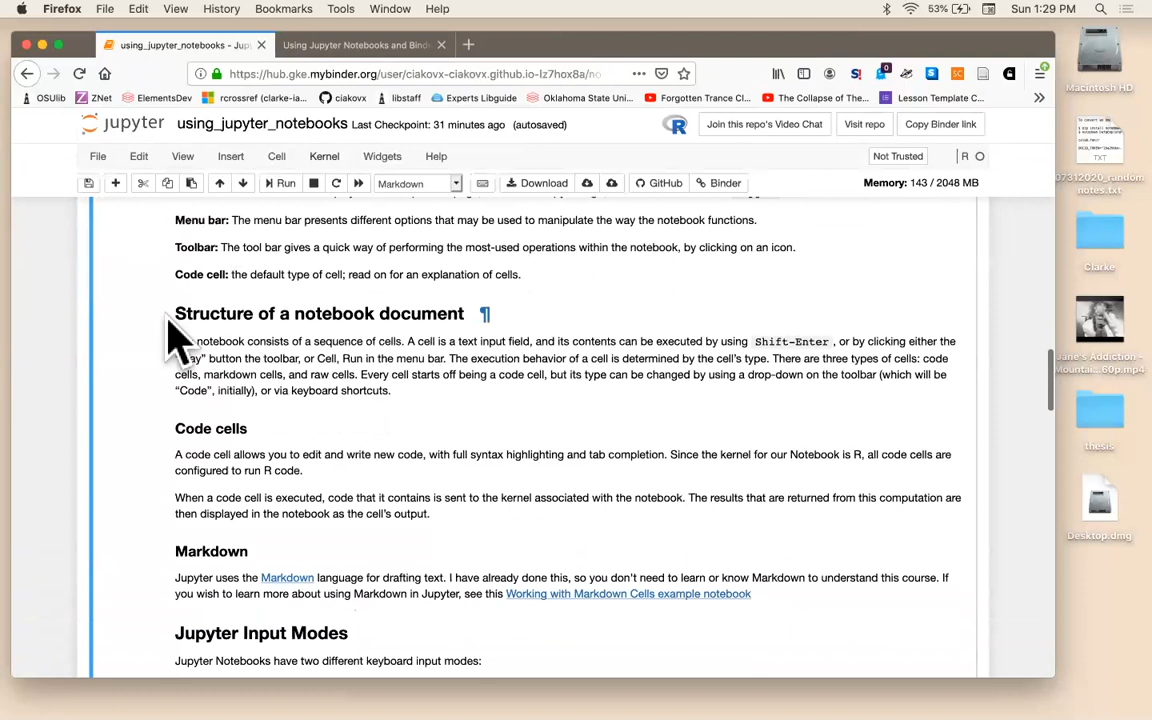 Firefox File Edit View History Bookmarks Tools Window Help 53% Sun 1:29 PM
using_jupyter_notebooks - Jup Using Jupyter Notebooks and Bind
https://hub.gke.mybinder.org/user/ciakovx-ciakovx.github.io-lz7hox8a/no
OSUlib ZNet ElementsDev rcrossref (clarke-ia... ciakovx libstaff Experts Libguide Oklahoma State Uni... Forgotten Trance Cl... The Collapse of The... Lesson Template C...
jupyter using_jupyter_notebooks Last Checkpoint: 31 minutes ago (autosaved) R Join this repo's Video Chat Visit repo Copy Binder link
File Edit View Insert Cell Kernel Widgets Help Not Trusted R
Run Markdown Download GitHub Binder Memory: 143 / 2048 MB
Menu bar: The menu bar presents different options that may be used to manipulate the way the notebook functions.
Toolbar: The tool bar gives a quick way of performing the most-used operations within the notebook, by clicking on an icon.
Code cell: the default type of cell; read on for an explanation of cells.
Structure of a notebook document ¶
notebook consists of a sequence of cells. A cell is a text input field, and its contents can be executed by using Shift-Enter, or by clicking either the
button the toolbar, or Cell, Run in the menu bar. The execution behavior of a cell is determined by the cell's type. There are three types of cells: code
cells, markdown cells, and raw cells. Every cell starts off being a code cell, but its type can be changed by using a drop-down on the toolbar (which will be
“Code”, initially), or via keyboard shortcuts.
Code cells
A code cell allows you to edit and write new code, with full syntax highlighting and tab completion. Since the kernel for our Notebook is R, all code cells are
configured to run R code.
When a code cell is executed, code that it contains is sent to the kernel associated with the notebook. The results that are returned from this computation are
then displayed in the notebook as the cell's output.
Markdown
Jupyter uses the Markdown language for drafting text. I have already done this, so you don't need to learn or know Markdown to understand this course. If
you wish to learn more about using Markdown in Jupyter, see this Working with Markdown Cells example notebook
Jupyter Input Modes
Jupyter Notebooks have two different keyboard input modes:
Macintosh HD
TXT
07312020_random
notes.txt
Clarke
Jane's Addiction -
Mountai...60p.mp4
thesis
Desktop.dmg